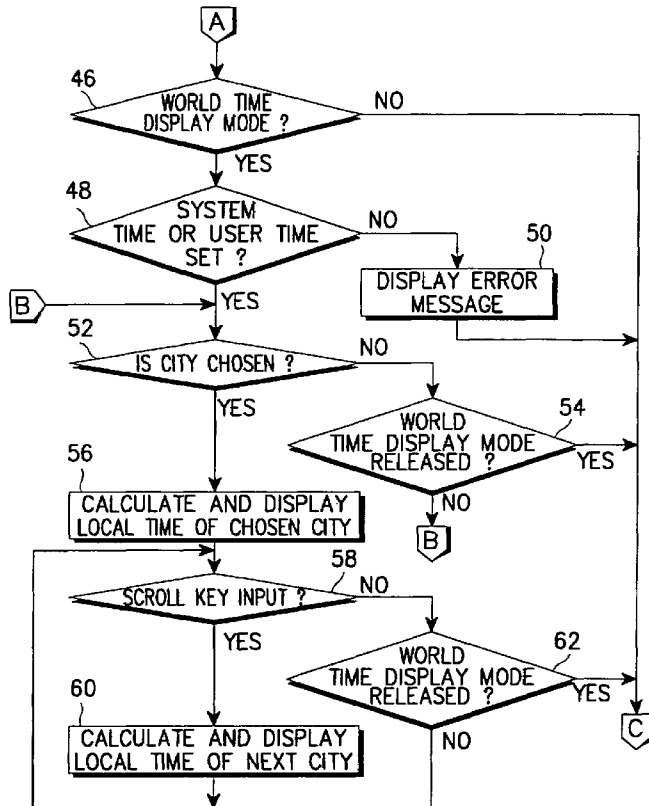 A
46
WORLD TIME
DISPLAY MODE ?
NO
YES
48
SYSTEM
TIME OR USER TIME
SET ?
NO
50
DISPLAY ERROR
MESSAGE
B
YES
52
IS CITY CHOSEN ?
NO
YES
54
WORLD
TIME DISPLAY MODE
RELEASED ?
YES
NO
B
56
CALCULATE AND DISPLAY
LOCAL TIME OF CHOSEN CITY
58
SCROLL KEY INPUT ?
NO
YES
62
WORLD
TIME DISPLAY MODE
RELEASED ?
YES
NO
C
60
CALCULATE AND DISPLAY
LOCAL TIME OF NEXT CITY